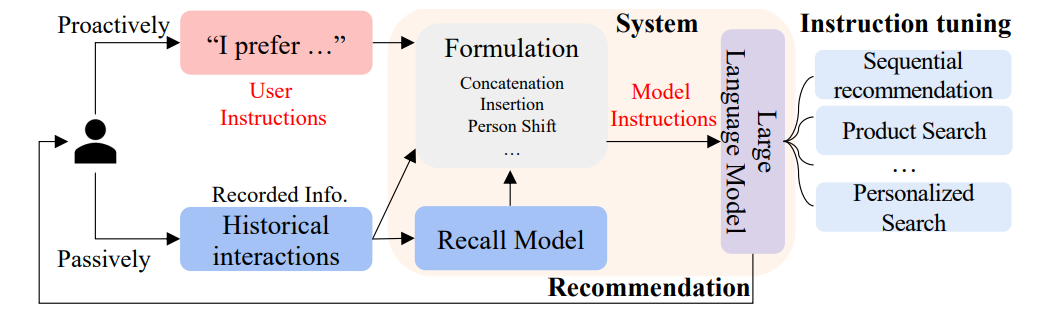 Proactively
"I prefer …"
User
Instructions
Recorded Info.
Historical
interactions
Passively
System
Formulation
Concatenation
Insertion
Person Shift
…
Recall Model
Model
Instructions
Large
Language Model
Recommendation
Instruction tuning
Sequential
recommendation
Product Search
…
Personalized
Search